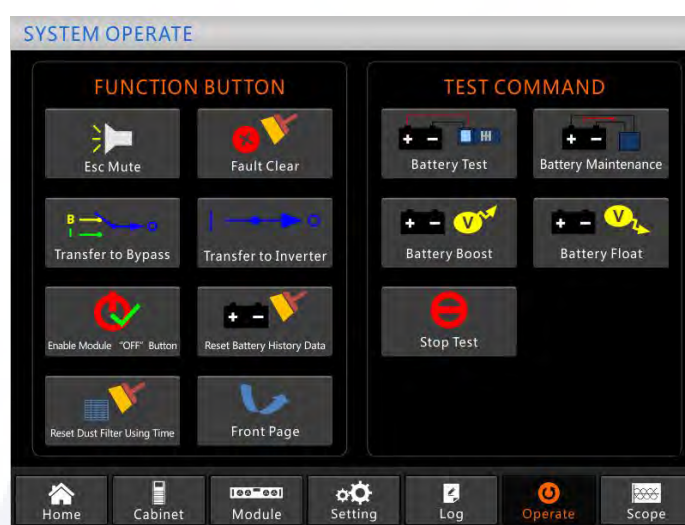 SYSTEM OPERATE
FUNCTION BUTTON
Esc Mute
Fault Clear
B
I
Transfer to Bypass
I
Transfer to Inverter
Enable Module "OFF" Button
Reset Battery History Data
Reset Dust Filter Using Time
Front Page
TEST COMMAND
Battery Test
Battery Maintenance
V
Battery Boost
V
Battery Float
Stop Test
Home
Cabinet
Module
Setting
Log
Operate
Scope